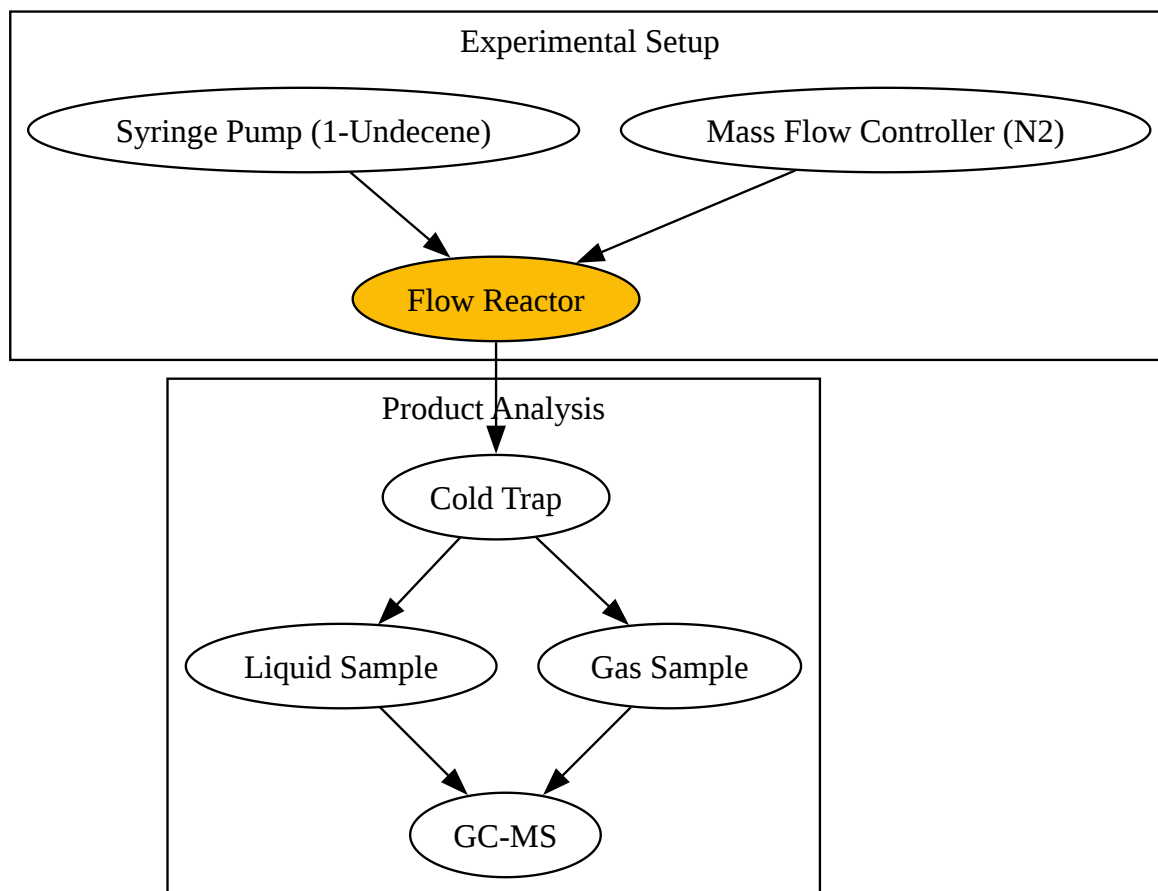 Experimental Setup
Syringe Pump (1-Undecene)
Mass Flow Controller (N2)
Flow Reactor
Product Analysis
Cold Trap
Liquid Sample
Gas Sample
GC-MS